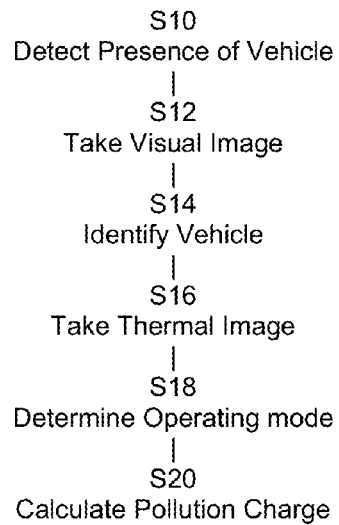 S10
Detect Presence of Vehicle
S12
Take Visual Image
S14
Identify Vehicle
S16
Take Thermal Image
S18
Determine Operating mode
S20
Calculate Pollution Charge